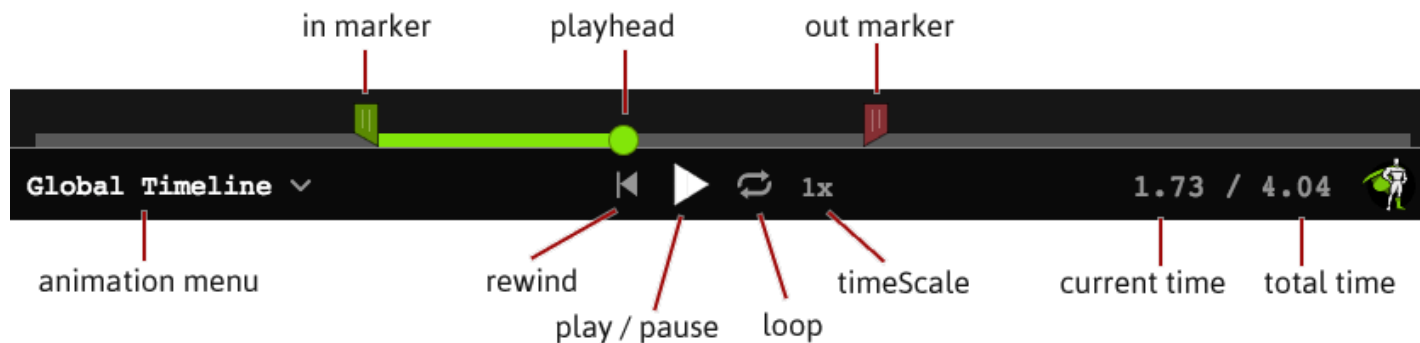 in marker playhead out marker
Global Timeline 1x 1.73 / 4.04
animation menu rewind timeScale current time total time
play / pause loop